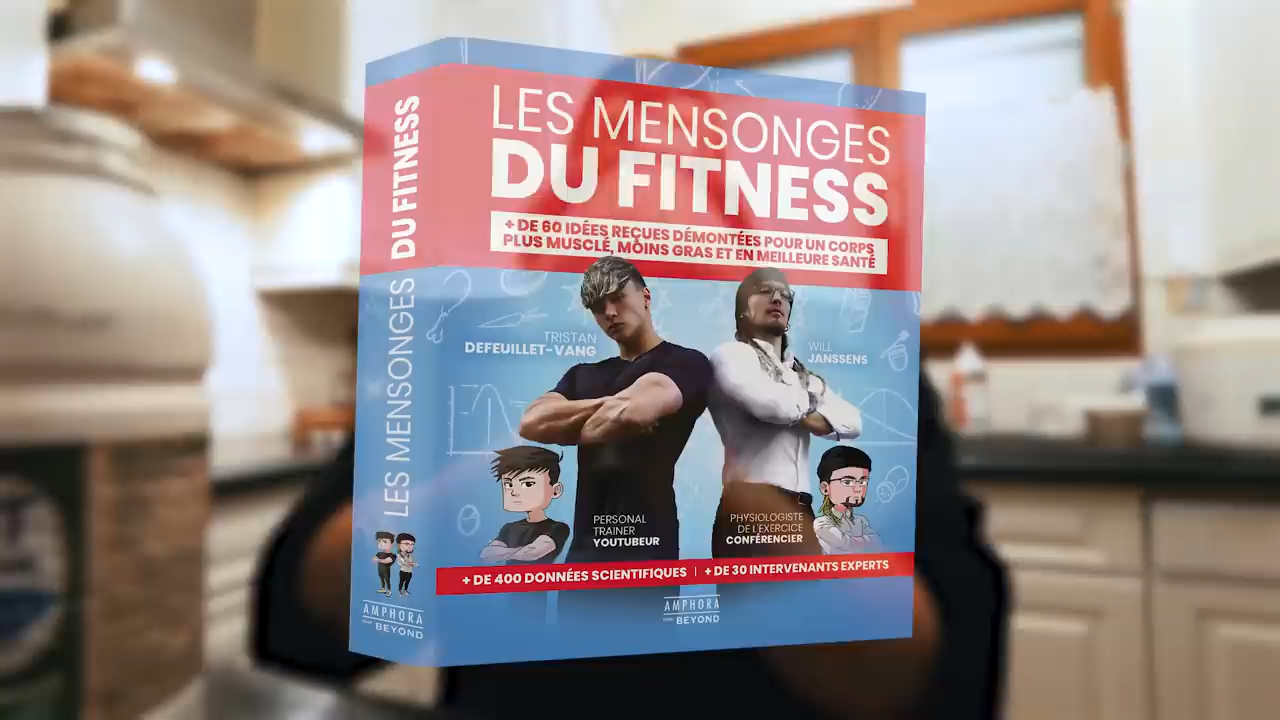 LES MENSONGES DU FITNESS
AMPHORA
BEYOND
LES MENSONGES
DU FITNESS
+ DE 60 IDÉES REÇUES DÉMONTÉES POUR UN CORPS
PLUS MUSCLÉ, MOINS GRAS ET EN MEILLEURE SANTÉ
TRISTAN
DEFEUILLET-VANG
WILL
JANSSENS
PERSONAL
TRAINER
YOUTUBEUR
PHYSIOLOGISTE
DE L'EXERCICE
CONFÉRENCIER
+ DE 400 DONNÉES SCIENTIFIQUES | + DE 30 INTERVENANTS EXPERTS
AMPHORA
BEYOND